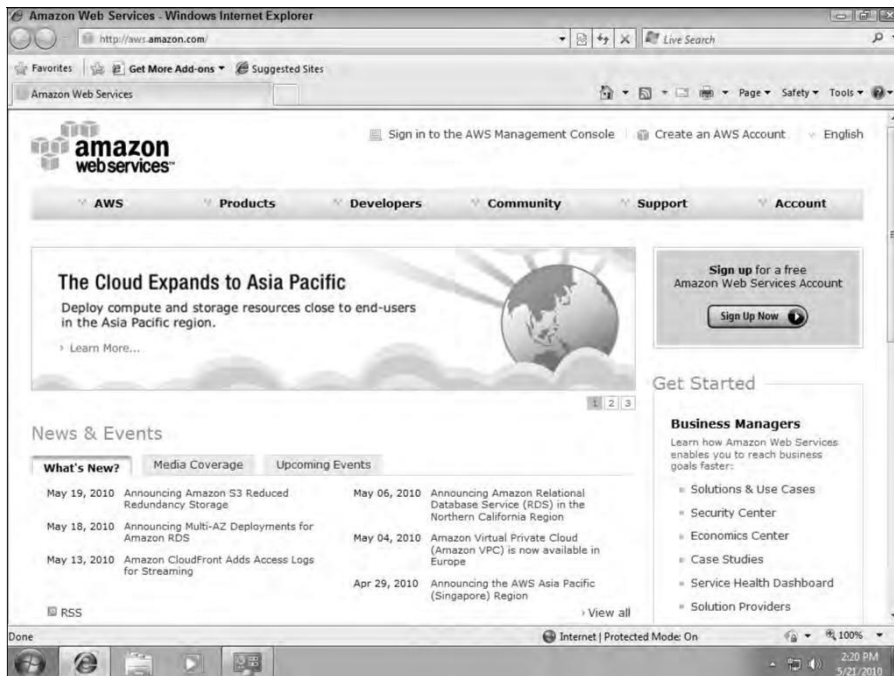 Amazon Web Services - Windows Internet Explorer
http://aws.amazon.com/
Live Search
Favorites
Get More Add-ons
Suggested Sites
Amazon Web Services
Page
Safety
Tools
amazon
webservices™
Sign in to the AWS Management Console
Create an AWS Account
English
AWS
Products
Developers
Community
Support
Account
The Cloud Expands to Asia Pacific
Deploy compute and storage resources close to end-users
in the Asia Pacific region.
› Learn More...
1 2 3
Sign up for a free
Amazon Web Services Account
Sign Up Now
News & Events
What's New?
Media Coverage
Upcoming Events
May 19, 2010 Announcing Amazon S3 Reduced
Redundancy Storage
May 18, 2010 Announcing Multi-AZ Deployments for
Amazon RDS
May 13, 2010 Amazon CloudFront Adds Access Logs
for Streaming
May 06, 2010 Announcing Amazon Relational
Database Service (RDS) in the
Northern California Region
May 04, 2010 Amazon Virtual Private Cloud
(Amazon VPC) is now available in
Europe
Apr 29, 2010 Announcing the AWS Asia Pacific
(Singapore) Region
RSS
› View all
Get Started
Business Managers
Learn how Amazon Web Services
enables you to reach business
goals faster:
Solutions & Use Cases
Security Center
Economics Center
Case Studies
Service Health Dashboard
Solution Providers
Done
Internet | Protected Mode: On
100%
2:20 PM
5/21/2010